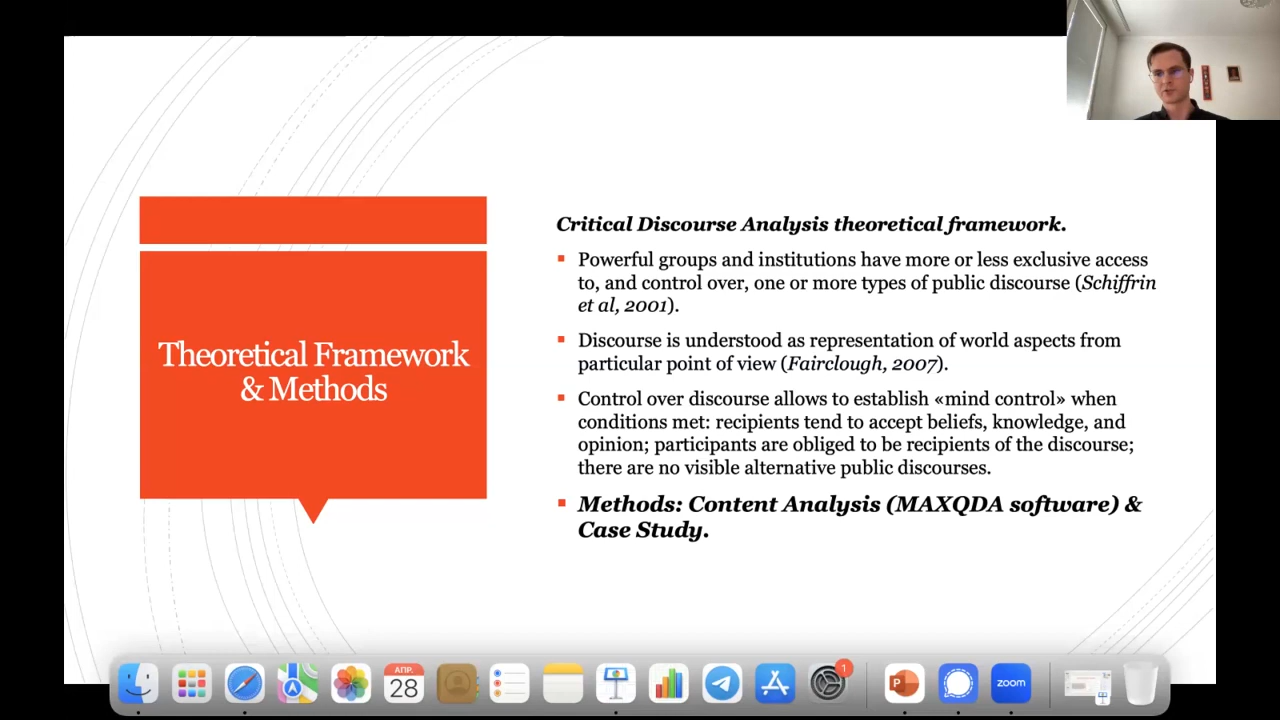 Critical Discourse Analysis theoretical framework.
Powerful groups and institutions have more or less exclusive access
to, and control over, one or more types of public discourse (Schiffrin
et al, 2001).
Theoretical Framework
& Methods
Discourse is understood as representation of world aspects from
particular point of view (Fairclough, 2007).
Control over discourse allows to establish «mind control» when
conditions met: recipients tend to accept beliefs, knowledge, and
opinion; participants are obliged to be recipients of the discourse;
there are no visible alternative public discourses.
Methods: Content Analysis (MAXQDA software) &
Case Study.
АПР.
28
1
P
zoom